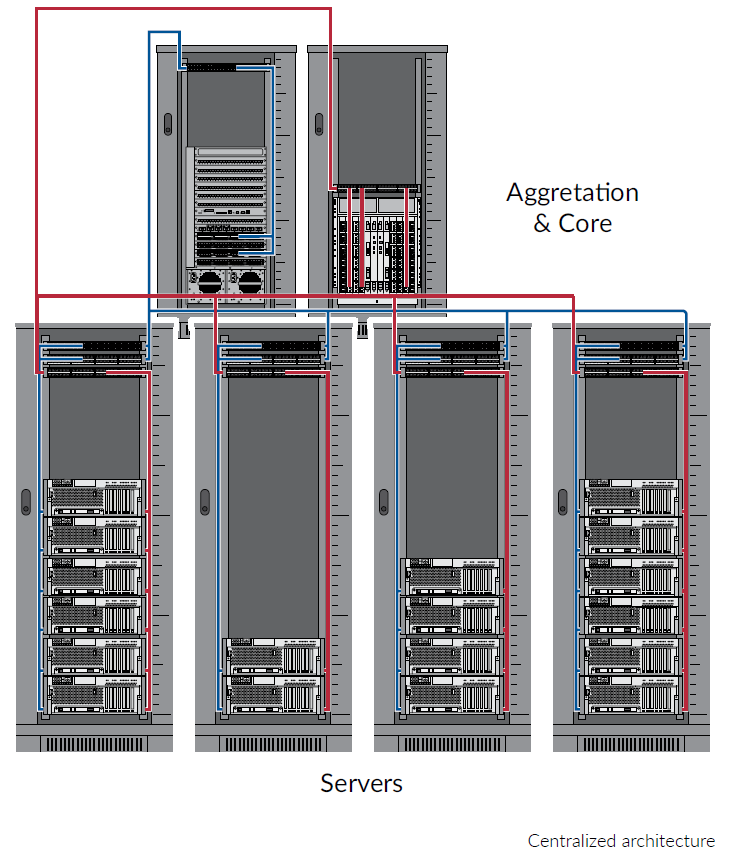 Aggretation
& Core
Servers
Centralized architecture